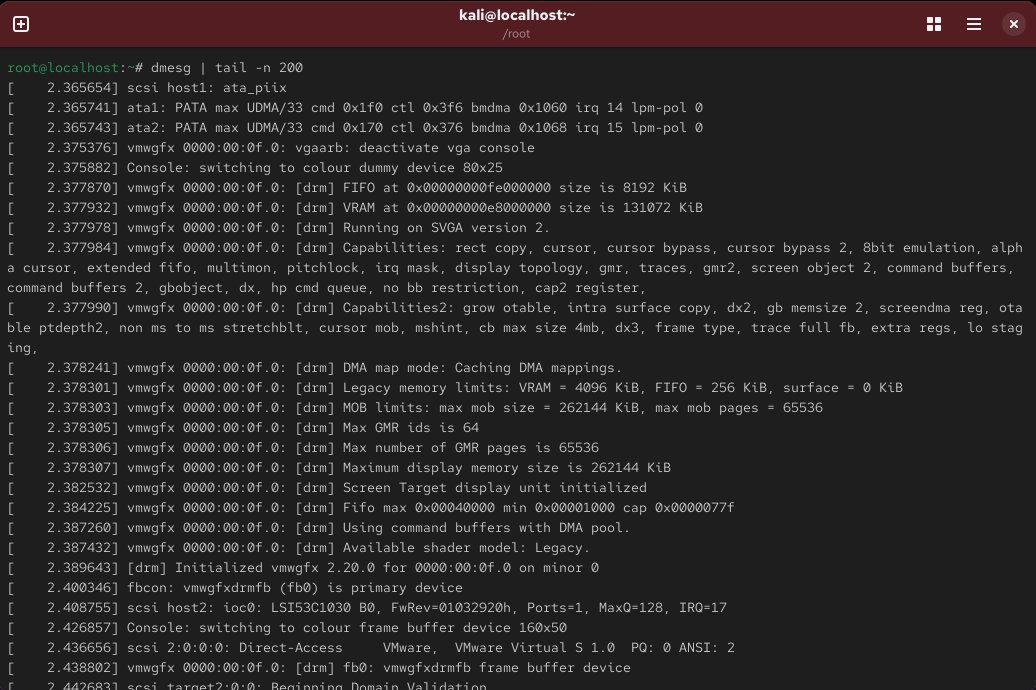 kali@localhost:~
/root
root@localhost:~# dmesg | tail -n 200
[    2.365654] scsi host1: ata_piix
[    2.365741] ata1: PATA max UDMA/33 cmd 0x1f0 ctl 0x3f6 bmdma 0x1060 irq 14 lpm-pol 0
[    2.365743] ata2: PATA max UDMA/33 cmd 0x170 ctl 0x376 bmdma 0x1068 irq 15 lpm-pol 0
[    2.375376] vmwgfx 0000:00:0f.0: vgaarb: deactivate vga console
[    2.375882] Console: switching to colour dummy device 80x25
[    2.377870] vmwgfx 0000:00:0f.0: [drm] FIFO at 0x00000000fe000000 size is 8192 KiB
[    2.377932] vmwgfx 0000:00:0f.0: [drm] VRAM at 0x00000000e8000000 size is 131072 KiB
[    2.377978] vmwgfx 0000:00:0f.0: [drm] Running on SVGA version 2.
[    2.377984] vmwgfx 0000:00:0f.0: [drm] Capabilities: rect copy, cursor, cursor bypass, cursor bypass 2, 8bit emulation, alph
a cursor, extended fifo, multimon, pitchlock, irq mask, display topology, gmr, traces, gmr2, screen object 2, command buffers,
command buffers 2, gbobject, dx, hp cmd queue, no bb restriction, cap2 register,
[    2.377990] vmwgfx 0000:00:0f.0: [drm] Capabilities2: grow otable, intra surface copy, dx2, gb memsize 2, screendma reg, ota
ble ptdepth2, non ms to ms stretchblt, cursor mob, mshint, cb max size 4mb, dx3, frame type, trace full fb, extra regs, lo stag
ing,
[    2.378241] vmwgfx 0000:00:0f.0: [drm] DMA map mode: Caching DMA mappings.
[    2.378301] vmwgfx 0000:00:0f.0: [drm] Legacy memory limits: VRAM = 4096 KiB, FIFO = 256 KiB, surface = 0 KiB
[    2.378303] vmwgfx 0000:00:0f.0: [drm] MOB limits: max mob size = 262144 KiB, max mob pages = 65536
[    2.378305] vmwgfx 0000:00:0f.0: [drm] Max GMR ids is 64
[    2.378306] vmwgfx 0000:00:0f.0: [drm] Max number of GMR pages is 65536
[    2.378307] vmwgfx 0000:00:0f.0: [drm] Maximum display memory size is 262144 KiB
[    2.382532] vmwgfx 0000:00:0f.0: [drm] Screen Target display unit initialized
[    2.384225] vmwgfx 0000:00:0f.0: [drm] Fifo max 0x00040000 min 0x00001000 cap 0x0000077f
[    2.387260] vmwgfx 0000:00:0f.0: [drm] Using command buffers with DMA pool.
[    2.387432] vmwgfx 0000:00:0f.0: [drm] Available shader model: Legacy.
[    2.389643] [drm] Initialized vmwgfx 2.20.0 for 0000:00:0f.0 on minor 0
[    2.400346] fbcon: vmwgfxdrmfb (fb0) is primary device
[    2.408755] scsi host2: ioc0: LSI53C1030 B0, FwRev=01032920h, Ports=1, MaxQ=128, IRQ=17
[    2.426857] Console: switching to colour frame buffer device 160x50
[    2.436656] scsi 2:0:0:0: Direct-Access     VMware,  VMware Virtual S 1.0  PQ: 0 ANSI: 2
[    2.438802] vmwgfx 0000:00:0f.0: [drm] fb0: vmwgfxdrmfb frame buffer device
[    2.442683] scsi target2:0:0: Beginning Domain Validation